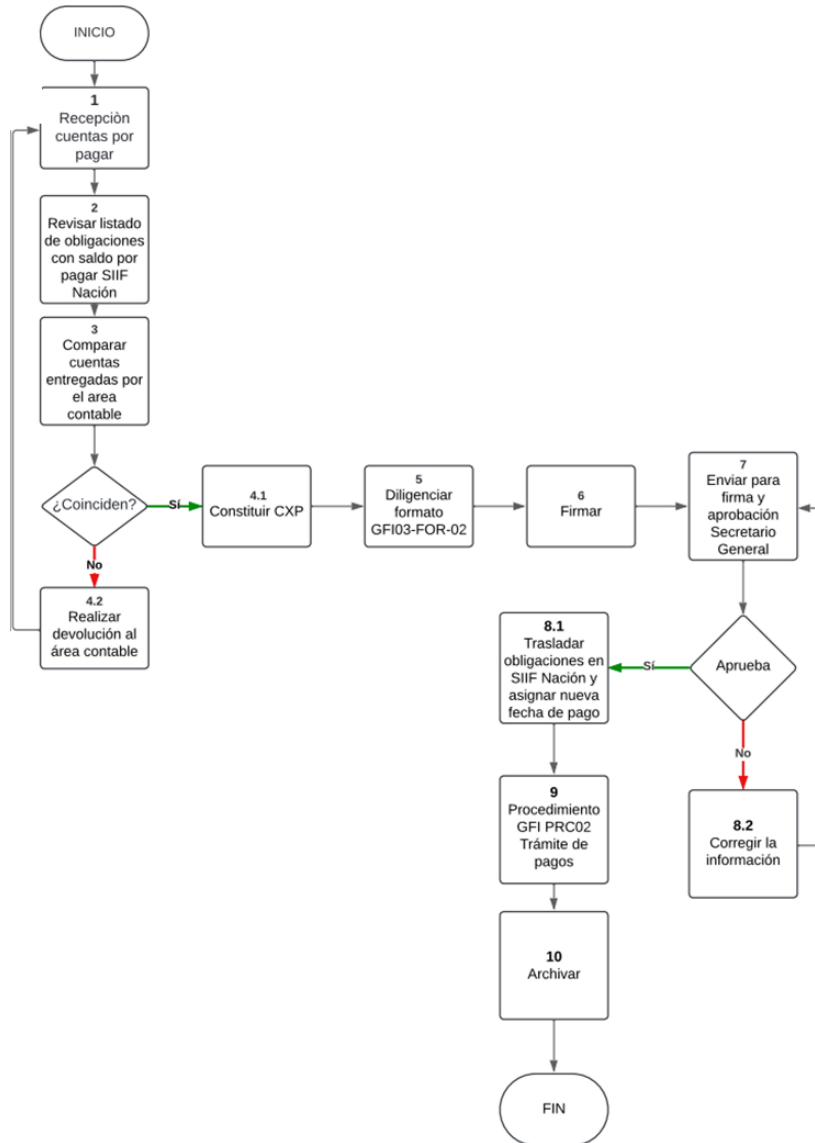 INICIO
1
Recepciòn
cuentas por
pagar
2
Revisar listado
de obligaciones
con saldo por
pagar SIIF
Nación
3
Comparar
cuentas
entregadas por
el area
contable
¿Coinciden?
Sí
4.1
Constituir CXP
5
Diligenciar
formato
GFI03-FOR-02
6
Firmar
7
Enviar para
firma y
aprobación
Secretario
General
No
4.2
Realizar
devolución al
área contable
Aprueba
Sí
8.1
Trasladar
obligaciones en
SIIF Nación y
asignar nueva
fecha de pago
No
8.2
Corregir la
información
9
Procedimiento
GFI PRC02
Trámite de
pagos
10
Archivar
FIN